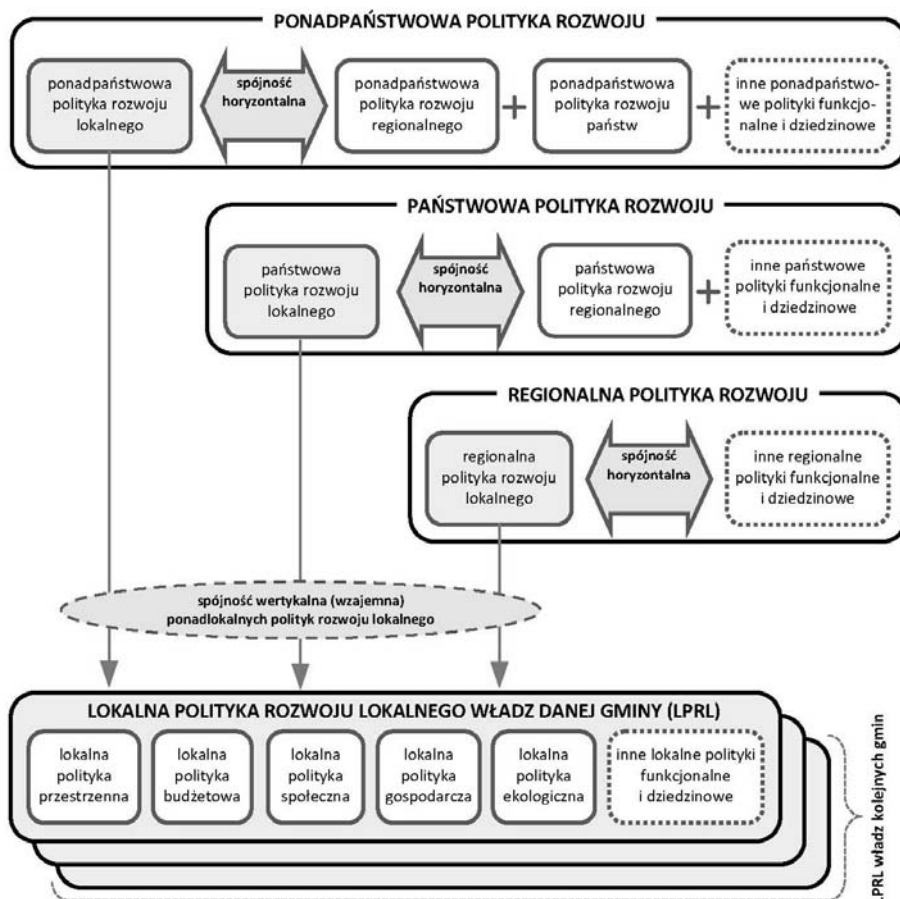 PONADPAŃSTWOWA POLITYKA ROZWOJU
ponadpaństwowa
polityka rozwoju
lokalnego
spójność
horyzontalna
ponadpaństwowa
polityka rozwoju
regionalnego
+
ponadpaństwowa
polityka rozwoju
państw
+
inne ponadpaństwo-
we polityki funkcjo-
nalne i dziedzinowe
PAŃSTWOWA POLITYKA ROZWOJU
państwowa
polityka rozwoju
lokalnego
spójność
horyzontalna
państwowa
polityka rozwoju
regionalnego
+
inne państwowe
polityki funkcjonalne
i dziedzinowe
REGIONALNA POLITYKA ROZWOJU
regionalna
polityka rozwoju
lokalnego
spójność
horyzontalna
inne regionalne
polityki funkcjonalne
i dziedzinowe
spójność wertykalna (wzajemna)
ponadlokalnych polityk rozwoju lokalnego
LOKALNA POLITYKA ROZWOJU LOKALNEGO WŁADZ DANEJ GMINY (LPRL)
lokalna
polityka
przestrzenna
lokalna
polityka
budżetowa
lokalna
polityka
społeczna
lokalna
polityka
gospodarcza
lokalna
polityka
ekologiczna
inne lokalne polityki
funkcjonalne
i dziedzinowe
LPRL władz kolejnych gmin